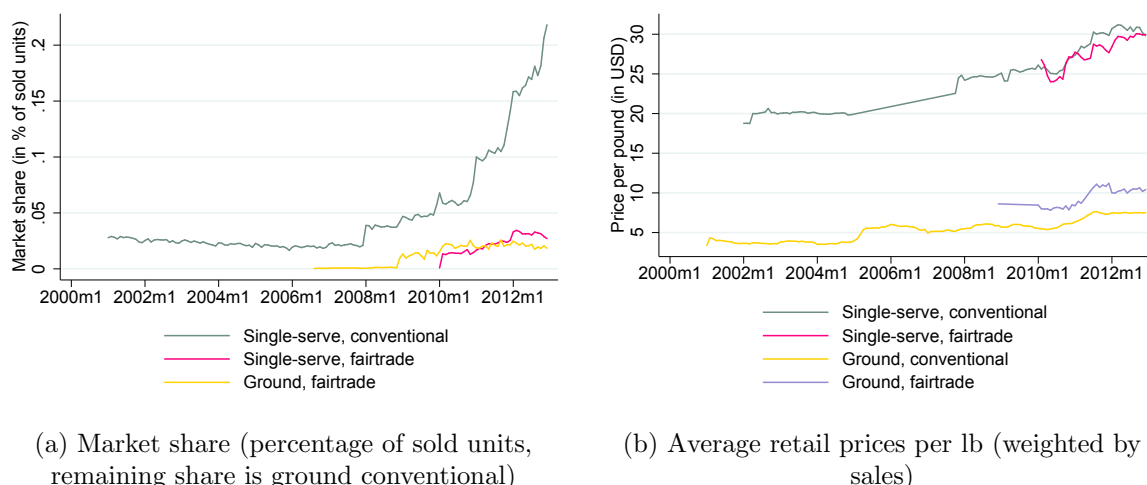 Market share (in % of sold units)
.2
.15
.1
.05
0
2000m1 2002m1 2004m1 2006m1 2008m1 2010m1 2012m1
Single-serve, conventional
Single-serve, fairtrade
Ground, fairtrade
(a) Market share (percentage of sold units,
remaining share is ground conventional)
Price per pound (in USD)
30
25
20
15
10
5
2000m1 2002m1 2004m1 2006m1 2008m1 2010m1 2012m1
Single-serve, conventional
Single-serve, fairtrade
Ground, conventional
Ground, fairtrade
(b) Average retail prices per lb (weighted by
sales)